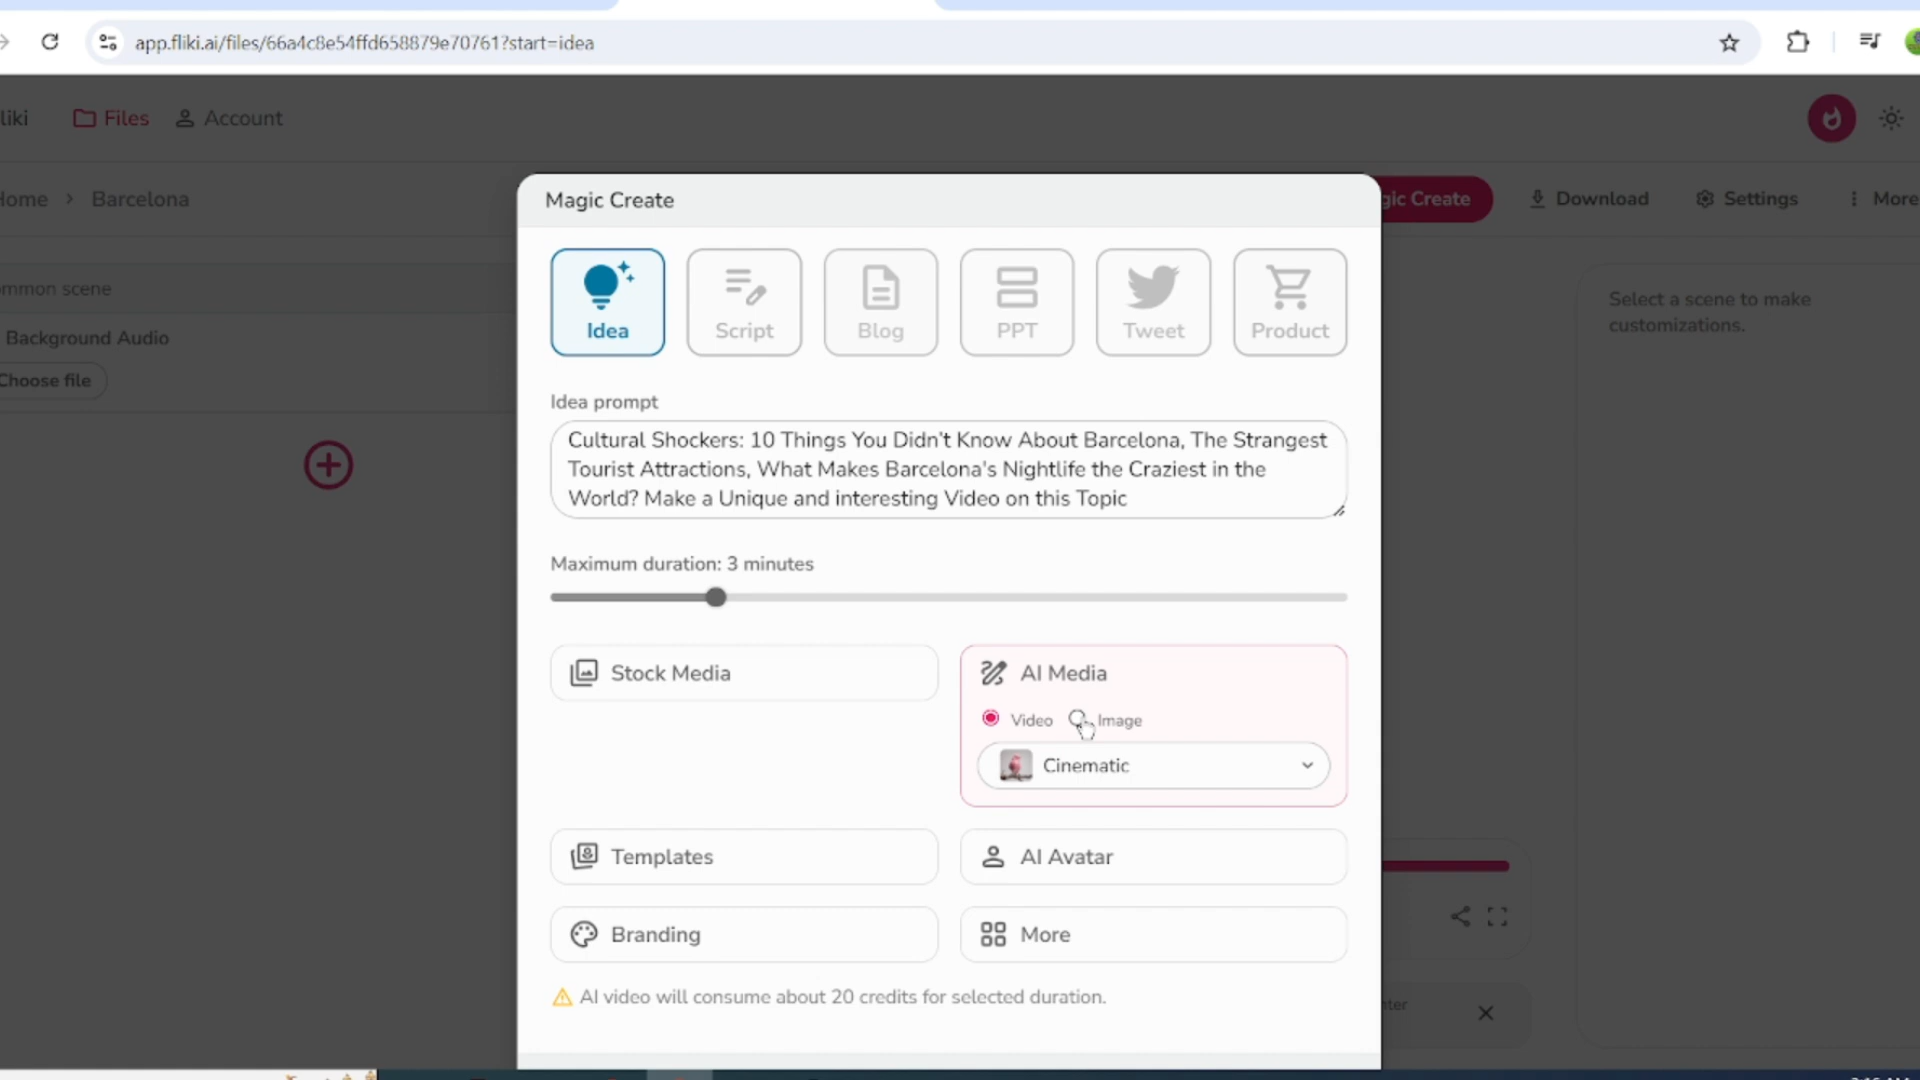 app.fliki.ai/files/66a4c8e54ffd658879e70761?start=idea
liki Files Account
Home > Barcelona
gic Create Download Settings More
Magic Create
Idea Script Blog PPT Tweet Product
mmon scene
Background Audio
Choose file
Select a scene to make
customizations.
Idea prompt
Cultural Shockers: 10 Things You Didn't Know About Barcelona, The Strangest
Tourist Attractions, What Makes Barcelona's Nightlife the Craziest in the
World? Make a Unique and interesting Video on this Topic
Maximum duration: 3 minutes
Stock Media
AI Media
Video Image
Cinematic
Templates
AI Avatar
Branding
More
AI video will consume about 20 credits for selected duration.